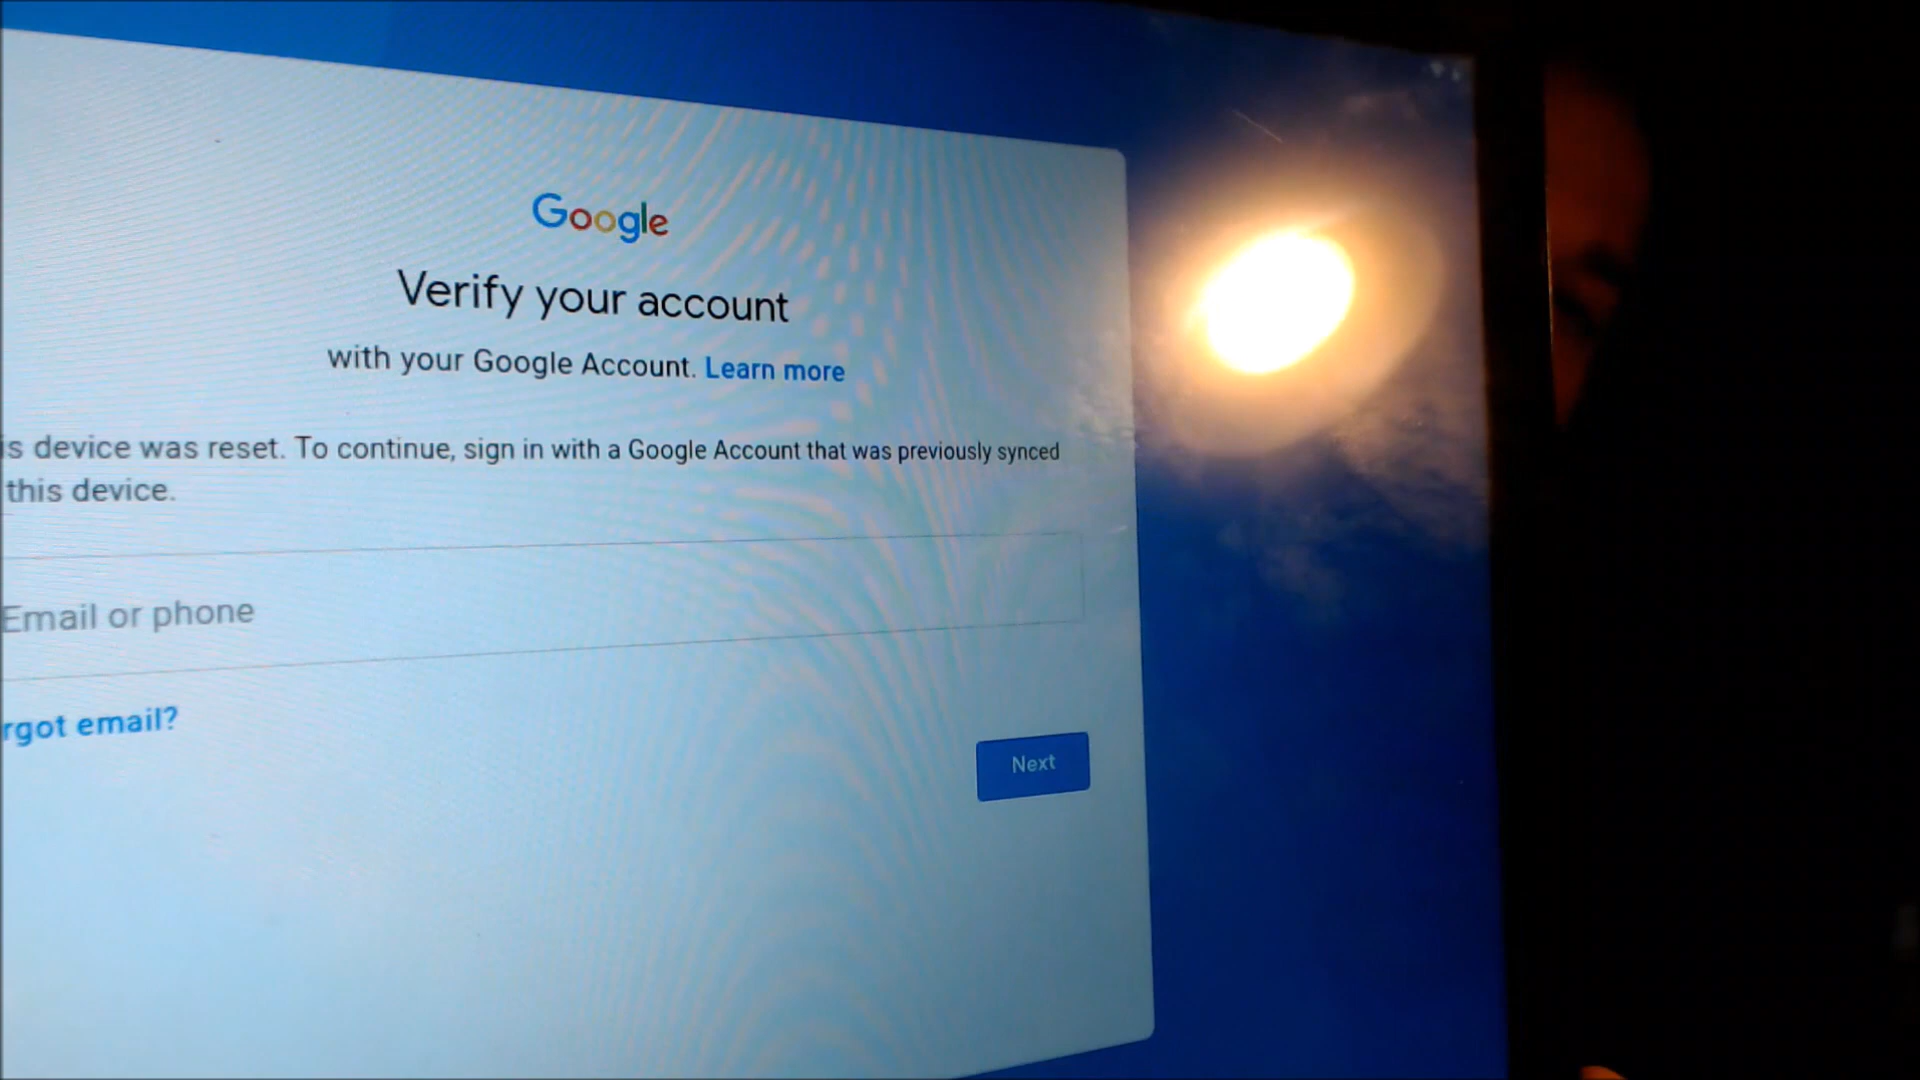 Google
Verify your account
with your Google Account. Learn more
is device was reset. To continue, sign in with a Google Account that was previously synced
this device.
Email or phone
rgot email?
Next